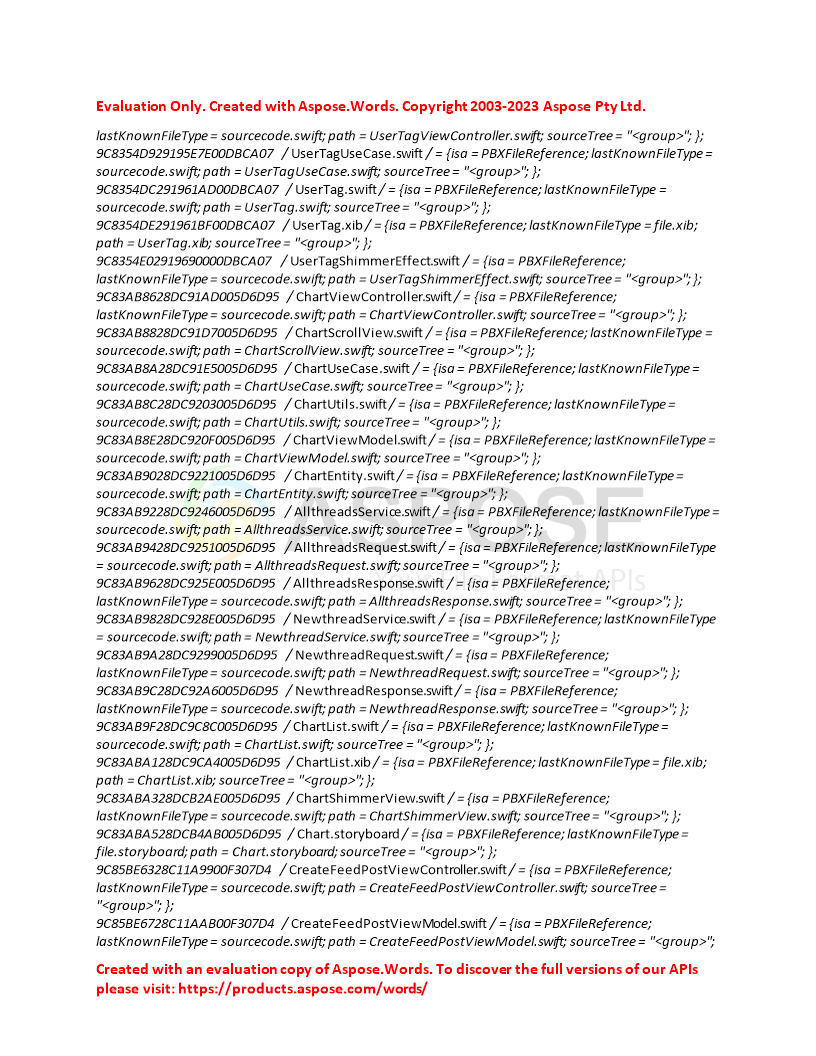 Evaluation Only. Created with Aspose.Words. Copyright 2003-2023 Aspose Pty Ltd.
lastKnownFileType = sourcecode.swift; path = UserTagViewController.swift; sourceTree = "<group>"; };
9C8354D929195E7E00DBCA07 / UserTagUseCase.swift / = {isa = PBXFileReference; lastKnownFileType =
sourcecode.swift; path = UserTagUseCase.swift; sourceTree = "<group>"; };
9C8354DC291961AD00DBCA07 / UserTag.swift / = {isa = PBXFileReference; lastKnownFileType =
sourcecode.swift; path = UserTag.swift; sourceTree = "<group>"; };
9C8354DE291961BF00DBCA07 / UserTag.xib / = {isa = PBXFileReference; lastKnownFileType = file.xib;
path = UserTag.xib; sourceTree = "<group>"; };
9C8354E02919690000DBCA07 / UserTagShimmerEffect.swift / = {isa = PBXFileReference;
lastKnownFileType = sourcecode.swift; path = UserTagShimmerEffect.swift; sourceTree = "<group>"; };
9C83AB8628DC91AD005D6D95 / ChartViewController.swift / = {isa = PBXFileReference;
lastKnownFileType = sourcecode.swift; path = ChartViewController.swift; sourceTree = "<group>"; };
9C83AB8828DC91D7005D6D95 / ChartScrollView.swift / = {isa = PBXFileReference; lastKnownFileType =
sourcecode.swift; path = ChartScrollView.swift; sourceTree = "<group>"; };
9C83AB8A28DC91E5005D6D95 / ChartUseCase.swift / = {isa = PBXFileReference; lastKnownFileType =
sourcecode.swift; path = ChartUseCase.swift; sourceTree = "<group>"; };
9C83AB8C28DC9203005D6D95 / ChartUtils.swift / = {isa = PBXFileReference; lastKnownFileType =
sourcecode.swift; path = ChartUtils.swift; sourceTree = "<group>"; };
9C83AB8E28DC920F005D6D95 / ChartViewModel.swift / = {isa = PBXFileReference; lastKnownFileType =
sourcecode.swift; path = ChartViewModel.swift; sourceTree = "<group>"; };
9C83AB9028DC9221005D6D95 / ChartEntity.swift / = {isa = PBXFileReference; lastKnownFileType =
sourcecode.swift; path = ChartEntity.swift; sourceTree = "<group>"; };
9C83AB9228DC9246005D6D95 / AllthreadsService.swift / = {isa = PBXFileReference; lastKnownFileType =
sourcecode.swift; path = AllthreadsService.swift; sourceTree = "<group>"; };
9C83AB9428DC9251005D6D95 / AllthreadsRequest.swift / = {isa = PBXFileReference; lastKnownFileType
= sourcecode.swift; path = AllthreadsRequest.swift; sourceTree = "<group>"; };
9C83AB9628DC925E005D6D95 / AllthreadsResponse.swift / = {isa = PBXFileReference;
lastKnownFileType = sourcecode.swift; path = AllthreadsResponse.swift; sourceTree = "<group>"; };
9C83AB9828DC928E005D6D95 / NewthreadService.swift / = {isa = PBXFileReference; lastKnownFileType
= sourcecode.swift; path = NewthreadService.swift; sourceTree = "<group>"; };
9C83AB9A28DC9299005D6D95 / NewthreadRequest.swift / = {isa = PBXFileReference;
lastKnownFileType = sourcecode.swift; path = NewthreadRequest.swift; sourceTree = "<group>"; };
9C83AB9C28DC92A6005D6D95 / NewthreadResponse.swift / = {isa = PBXFileReference;
lastKnownFileType = sourcecode.swift; path = NewthreadResponse.swift; sourceTree = "<group>"; };
9C83AB9F28DC9C8C005D6D95 / ChartList.swift / = {isa = PBXFileReference; lastKnownFileType =
sourcecode.swift; path = ChartList.swift; sourceTree = "<group>"; };
9C83ABA128DC9CA4005D6D95 / ChartList.xib / = {isa = PBXFileReference; lastKnownFileType = file.xib;
path = ChartList.xib; sourceTree = "<group>"; };
9C83ABA328DCB2AE005D6D95 / ChartShimmerView.swift / = {isa = PBXFileReference;
lastKnownFileType = sourcecode.swift; path = ChartShimmerView.swift; sourceTree = "<group>"; };
9C83ABA528DCB4AB005D6D95 / Chart.storyboard / = {isa = PBXFileReference; lastKnownFileType =
file.storyboard; path = Chart.storyboard; sourceTree = "<group>"; };
9C85BE6328C11A9900F307D4 / CreateFeedPostViewController.swift / = {isa = PBXFileReference;
lastKnownFileType = sourcecode.swift; path = CreateFeedPostViewController.swift; sourceTree =
"<group>"; };
9C85BE6728C11AAB00F307D4 / CreateFeedPostViewModel.swift / = {isa = PBXFileReference;
lastKnownFileType = sourcecode.swift; path = CreateFeedPostViewModel.swift; sourceTree = "<group>";
ASPOSE
Created with an evaluation copy of Aspose.Words. To discover the full versions of our APIs
please visit: https://products.aspose.com/words/